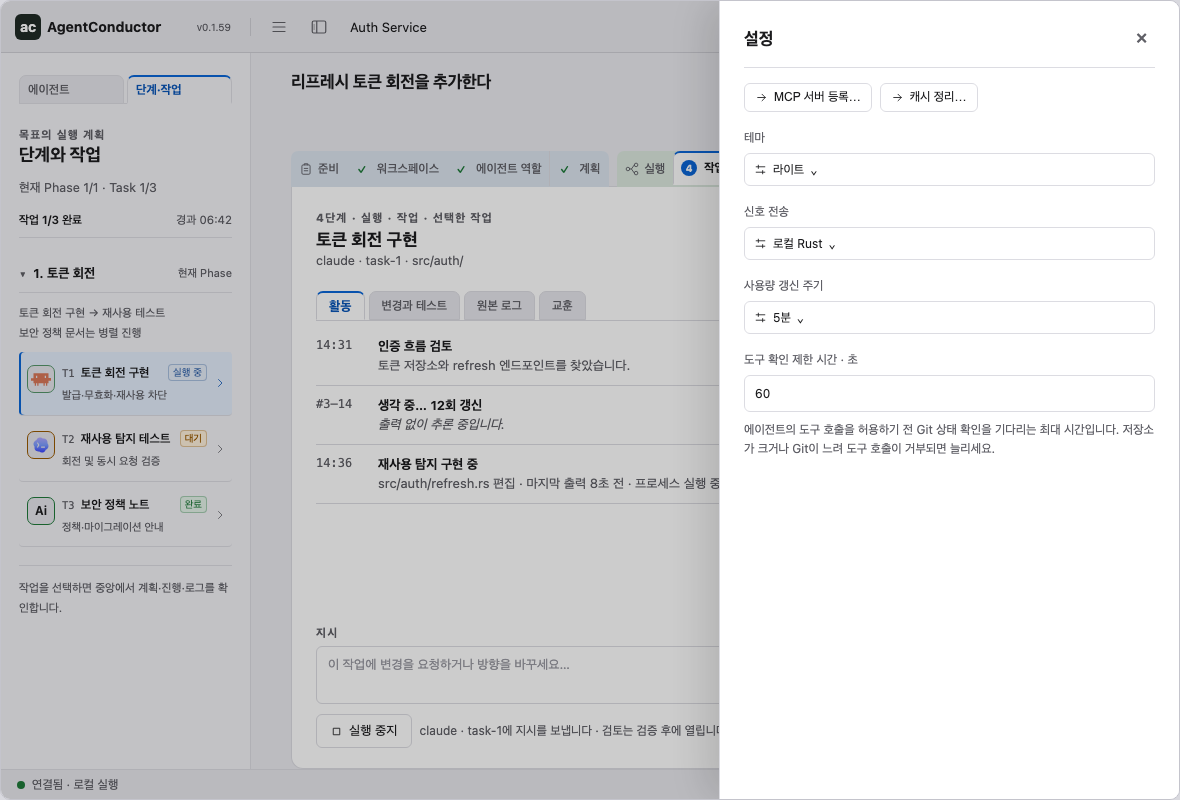 ac AgentConductor v0.1.59 Auth Service
에이전트 단계·작업
목표의 실행 계획
단계와 작업
현재 Phase 1/1 · Task 1/3
작업 1/3 완료 경과 06:42
1. 토큰 회전 현재 Phase
토큰 회전 구현 → 재사용 테스트
보안 정책 문서는 병렬 진행
T1 토큰 회전 구현 실행 중
발급·무효화·재사용 차단
T2 재사용 탐지 테스트 대기
회전 및 동시 요청 검증
Ai T3 보안 정책 노트 완료
정책·마이그레이션 안내
작업을 선택하면 중앙에서 계획·진행·로그를 확
인합니다.
리프레시 토큰 회전을 추가한다
준비 워크스페이스 에이전트 역할 계획 실행 4 작업
4단계 · 실행 · 작업 · 선택한 작업
토큰 회전 구현
claude · task-1 · src/auth/
활동 변경과 테스트 원본 로그 교훈
14:31 인증 흐름 검토
토큰 저장소와 refresh 엔드포인트를 찾았습니다.
#3–14 생각 중… 12회 갱신
출력 없이 추론 중입니다.
14:36 재사용 탐지 구현 중
src/auth/refresh.rs 편집 · 마지막 출력 8초 전 · 프로세스 실행 중
지시
이 작업에 변경을 요청하거나 방향을 바꾸세요…
실행 중지 claude · task-1에 지시를 보냅니다 · 검토는 검증 후에 열립니다
연결됨 · 로컬 실행
설정
→ MCP 서버 등록… → 캐시 정리…
테마
라이트
신호 전송
로컬 Rust
사용량 갱신 주기
5분
도구 확인 제한 시간 · 초
60
에이전트의 도구 호출을 허용하기 전 Git 상태 확인을 기다리는 최대 시간입니다. 저장소
가 크거나 Git이 느려 도구 호출이 거부되면 늘리세요.